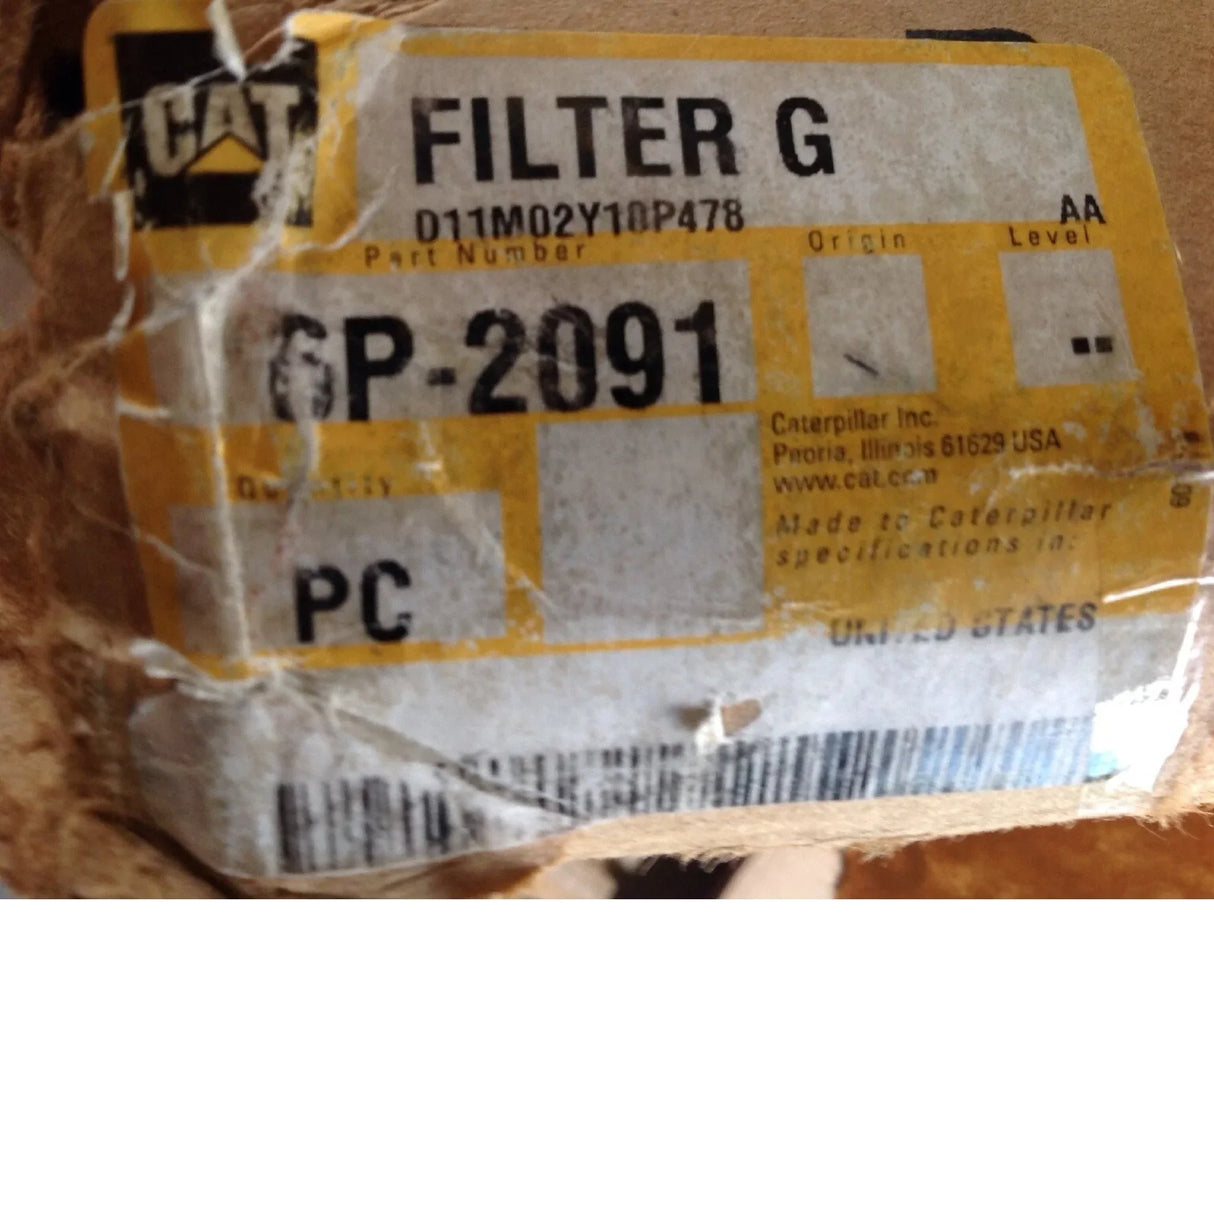 CAT
FILTER G
D11M02Y10P478
AA
Part Number
Origin
Level
6P-2091
--
Caterpillar Inc.
Peoria, Illinois 61629 USA
www.cat.com
Quantity
Made to Caterpillar
specifications in:
PC
UNITED STATES